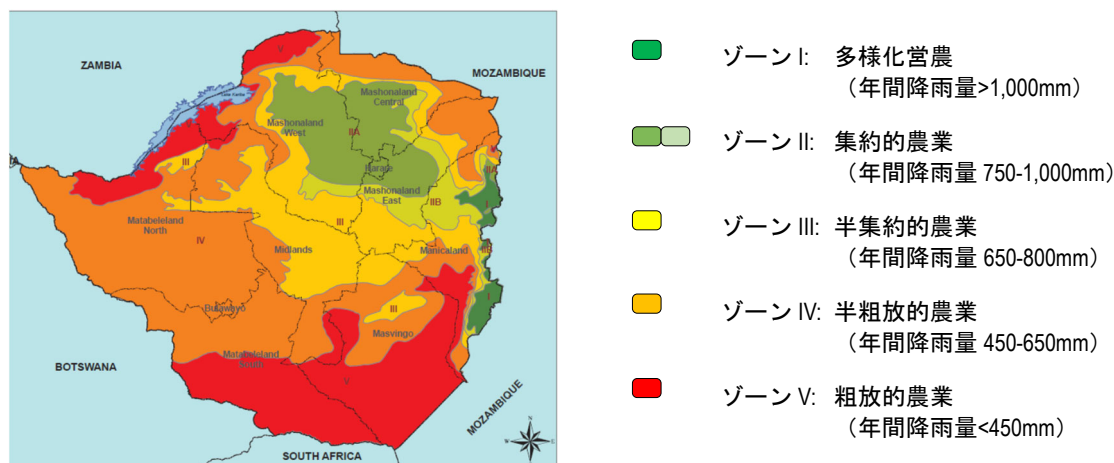 ZAMBIA
MOZAMBIQUE
V
Lake Kariba
Mashonaland
Central
Mashonaland
West
IIA
III
Harare
Mashonaland
East
IIB
I
Matabeleland
North
IV
III
Midlands
Manicaland
IIB
I
Bulawayo
III
Masvingo
Matabeleland
South
V
BOTSWANA
MOZAMBIQUE
SOUTH AFRICA
N
ゾーン I: 多様化営農
（年間降雨量>1,000mm）
ゾーン II: 集約的農業
（年間降雨量 750-1,000mm）
ゾーン III: 半集約的農業
（年間降雨量 650-800mm）
ゾーン IV: 半粗放的農業
（年間降雨量 450-650mm）
ゾーン V: 粗放的農業
（年間降雨量<450mm）